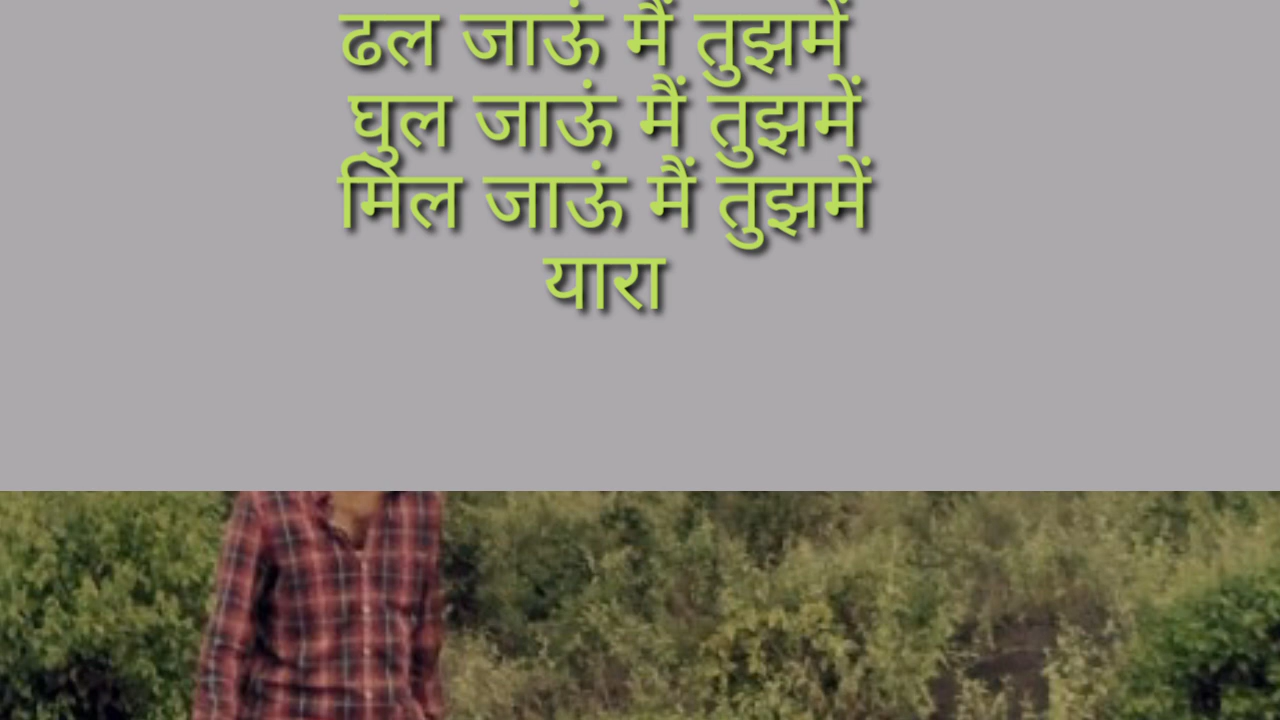 ढल जाऊं मैं तुझमें
घुल जाऊं मैं तुझमें
मिल जाऊं मैं तुझमें
यारा